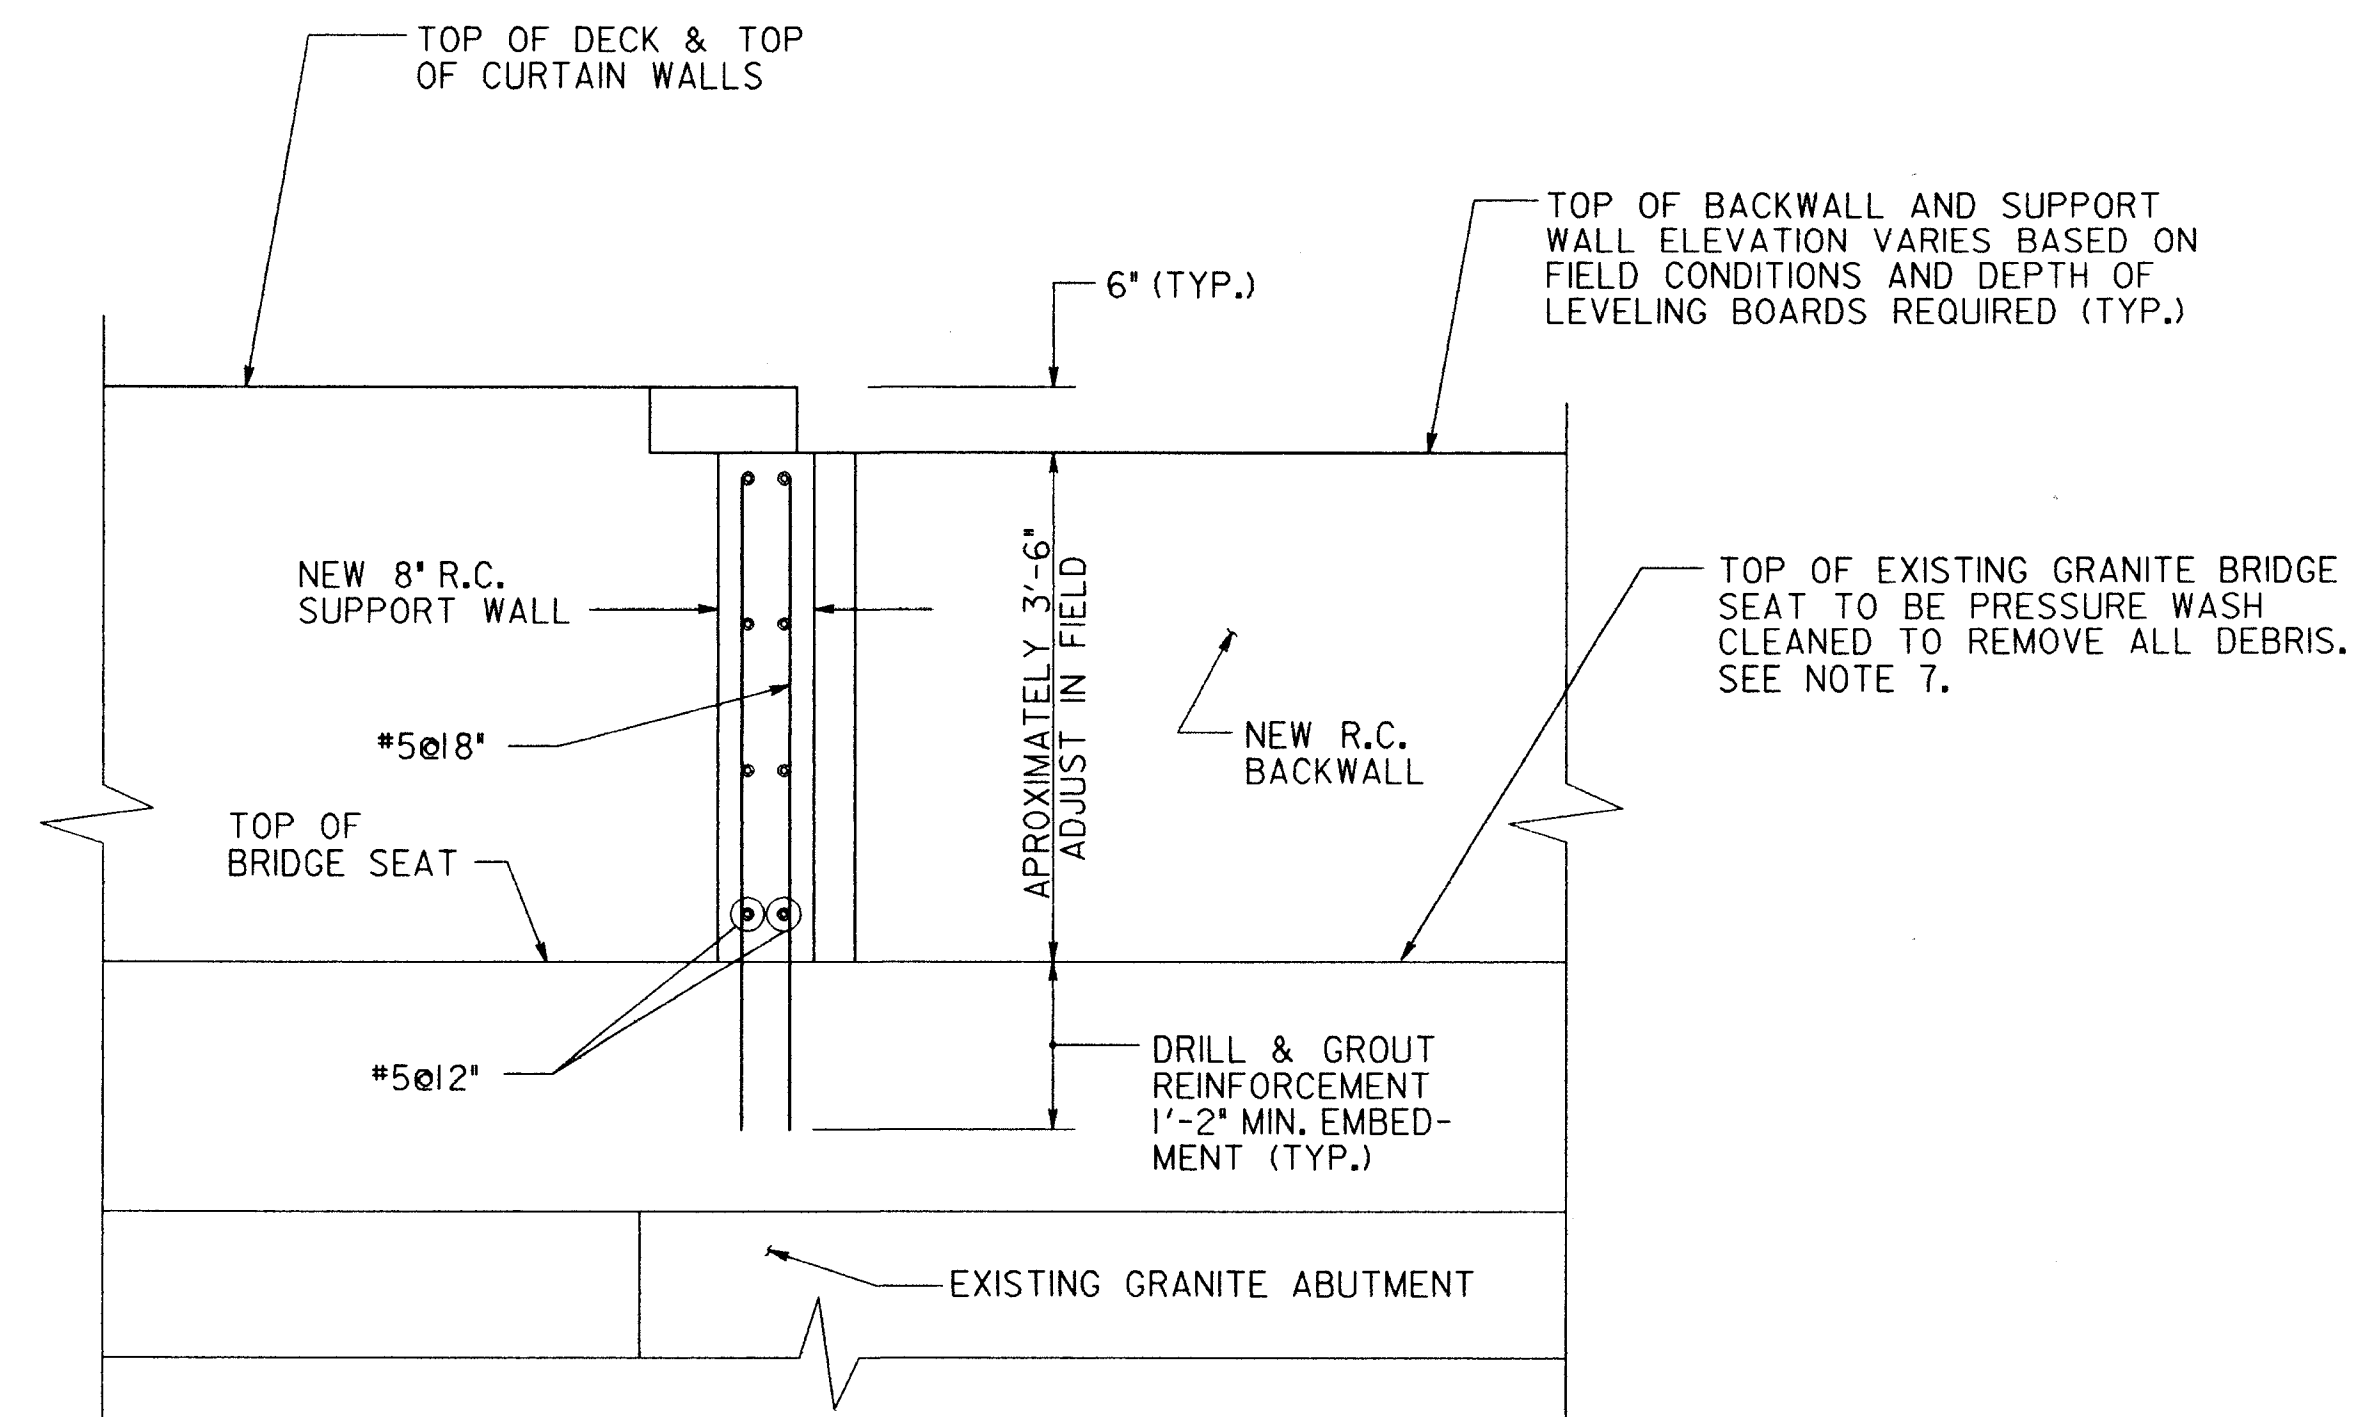 TOP OF DECK & TOP
OF CURTAIN WALLS
TOP OF BACKWALL AND SUPPORT
WALL ELEVATION VARIES BASED ON
FIELD CONDITIONS AND DEPTH OF
LEVELING BOARDS REQUIRED (TYP.)
6" (TYP.)
NEW 8" R.C.
SUPPORT WALL
APROXIMATELY 3'-6"
ADJUST IN FIELD
TOP OF EXISTING GRANITE BRIDGE
SEAT TO BE PRESSURE WASH
CLEANED TO REMOVE ALL DEBRIS.
SEE NOTE 7.
#5@18"
NEW R.C.
BACKWALL
TOP OF
BRIDGE SEAT
#5@12"
DRILL & GROUT
REINFORCEMENT
1'-2" MIN. EMBED-
MENT (TYP.)
EXISTING GRANITE ABUTMENT